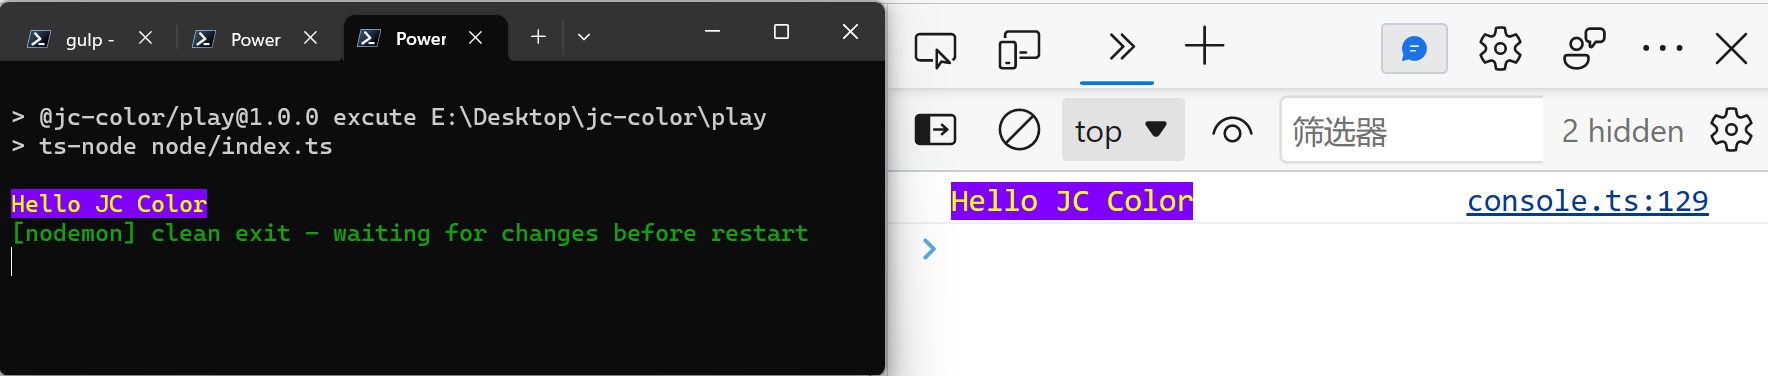 gulp -
Power
Power
> @jc-color/play@1.0.0 excute E:\Desktop\jc-color\play
> ts-node node/index.ts
Hello JC Color
[nodemon] clean exit - waiting for changes before restart
top
筛选器
2 hidden
Hello JC Color
console.ts:129